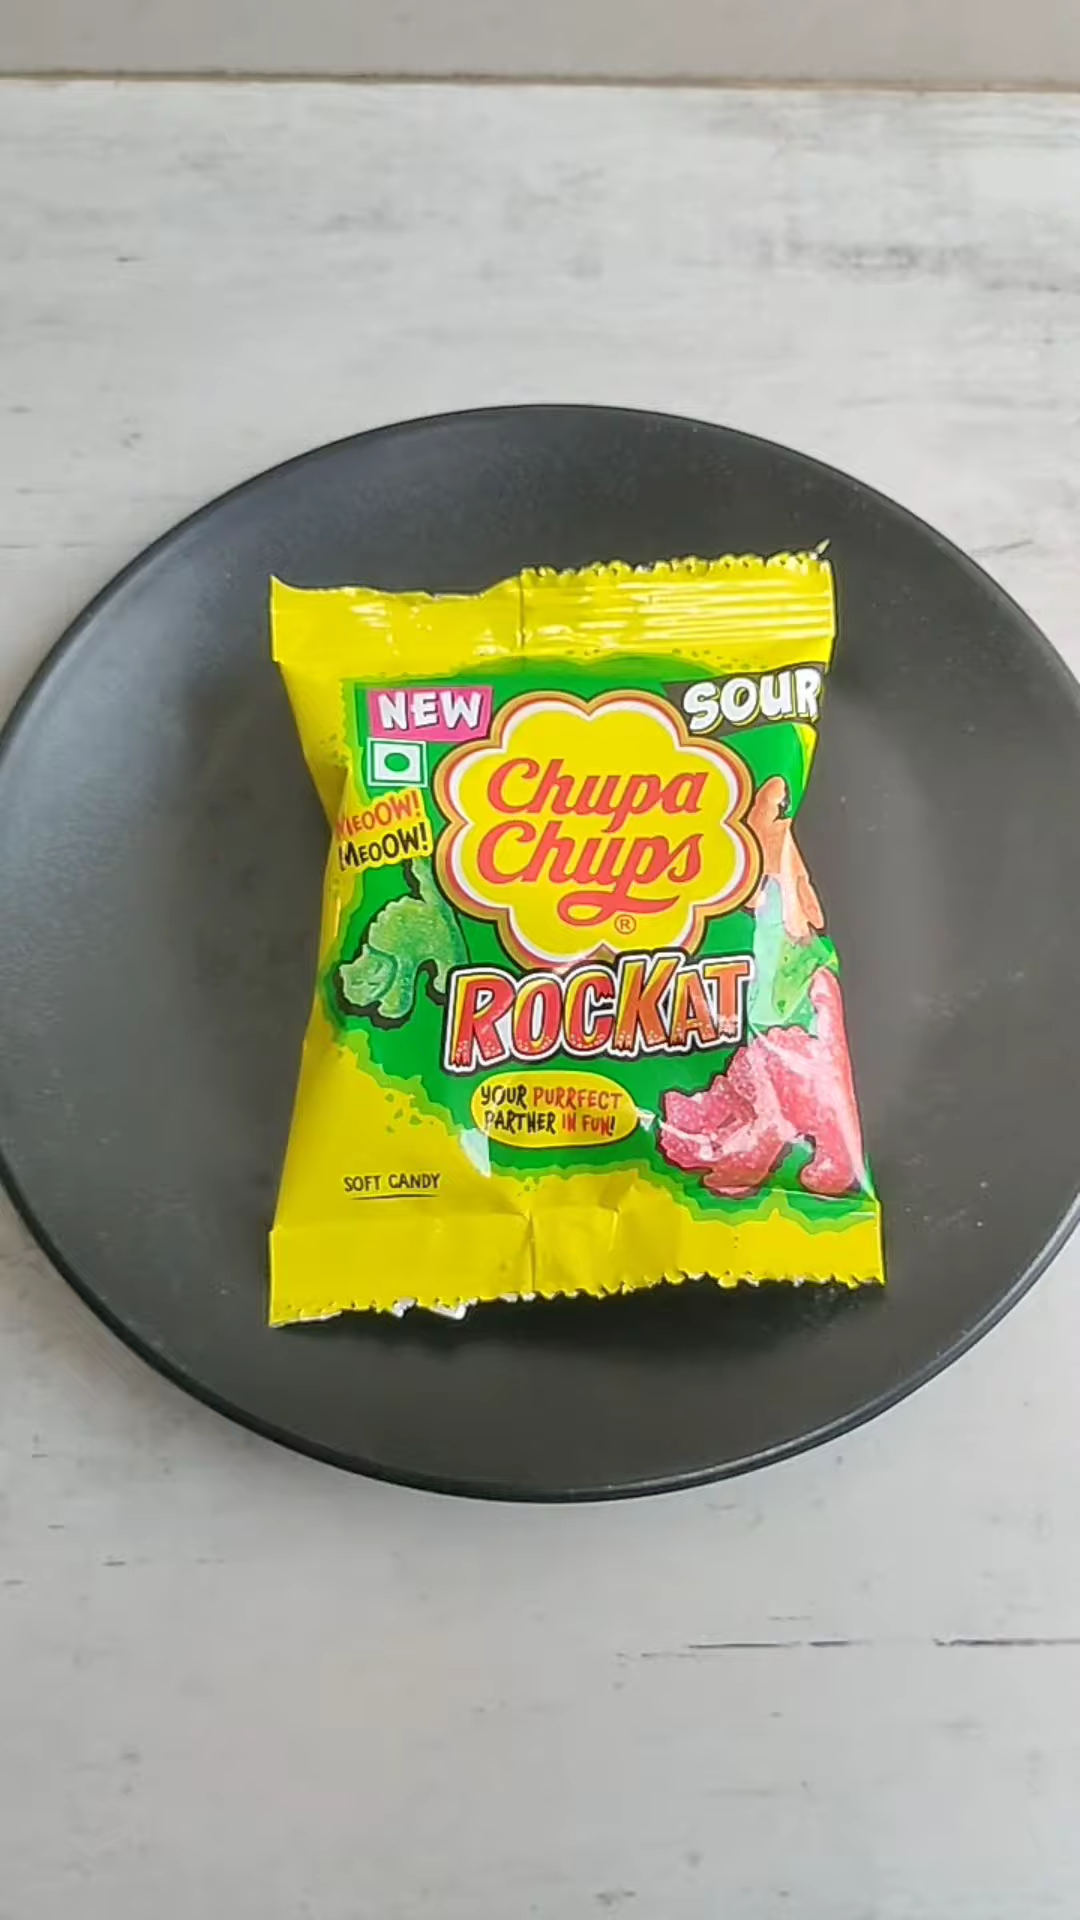 NEW
SOUR
Chupa
Chups
®
MEOOW!
MEOOW!
ROCKAT
YOUR PURRFECT
PARTNER IN FUN!
SOFT CANDY